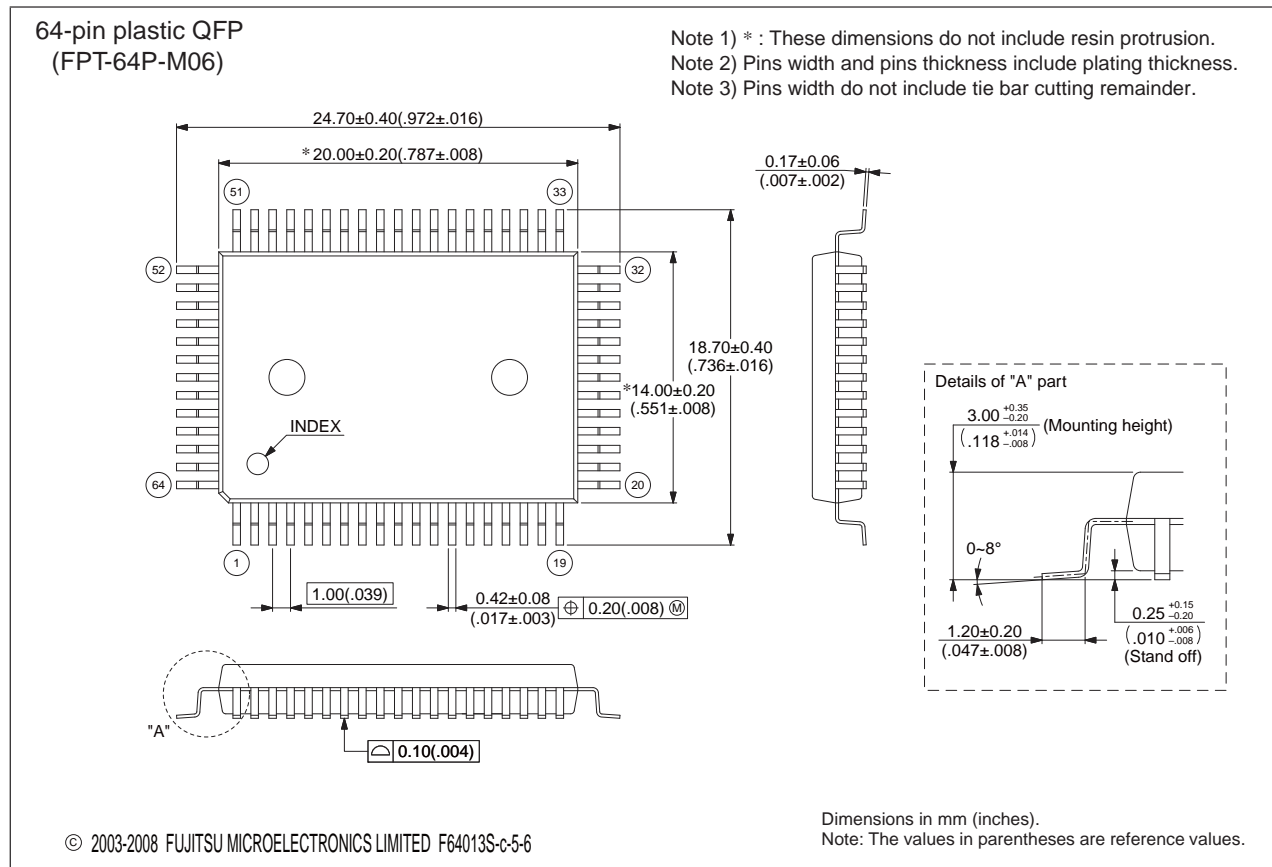 64-pin plastic QFP
(FPT-64P-M06)
Note 1) * : These dimensions do not include resin protrusion.
Note 2) Pins width and pins thickness include plating thickness.
Note 3) Pins width do not include tie bar cutting remainder.
24.70±0.40(.972±.016)
*20.00±0.20(.787±.008)
0.17±0.06
(.007±.002)
51
33
52
32
18.70±0.40
(.736±.016)
*14.00±0.20
(.551±.008)
INDEX
64
20
1
19
1.00(.039)
0.42±0.08
(.017±.003)
⌖ 0.20(.008) Ⓜ
Details of "A" part
3.00 +0.35 –0.20
(.118 +.014 –.008)
(Mounting height)
0~8°
1.20±0.20
(.047±.008)
0.25 +0.15 –0.20
(.010 +.006 –.008)
(Stand off)
"A"
⌓ 0.10(.004)
© 2003-2008 FUJITSU MICROELECTRONICS LIMITED F64013S-c-5-6
Dimensions in mm (inches).
Note: The values in parentheses are reference values.